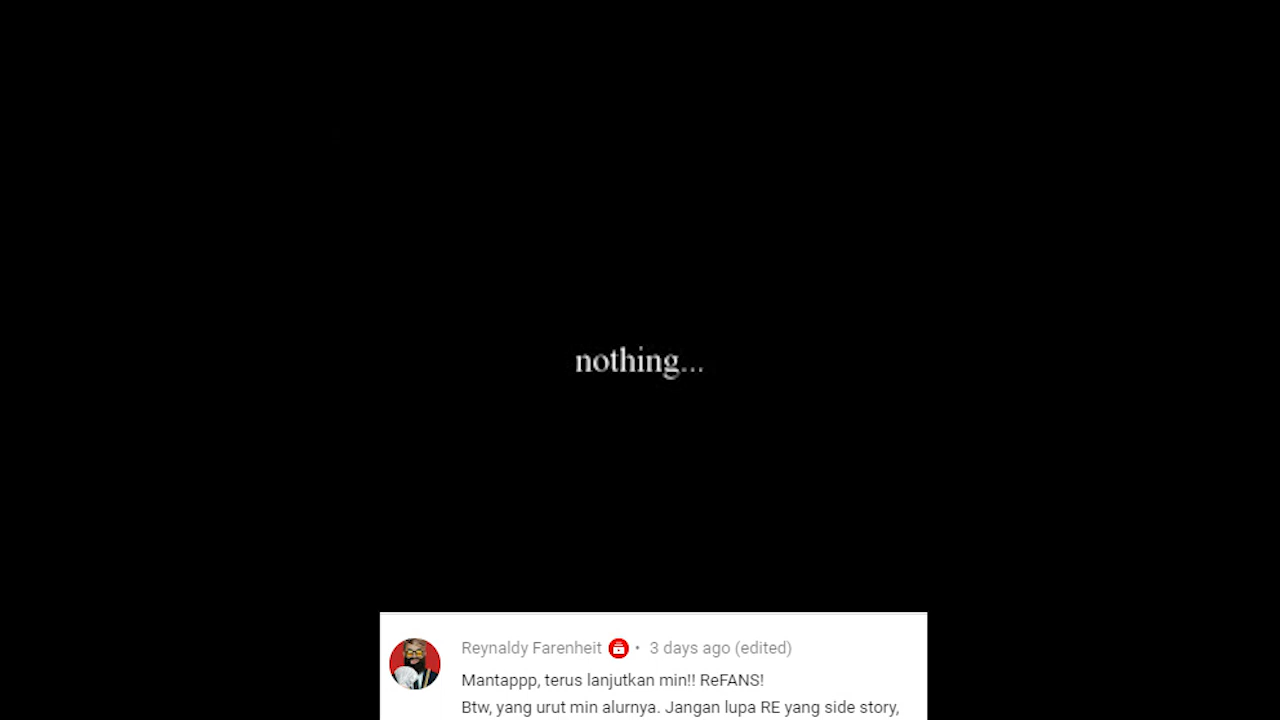 nothing...
Reynaldy Farenheit • 3 days ago (edited)
Mantappp, terus lanjutkan min!! ReFANS!
Btw, yang urut min alurnya. Jangan lupa RE yang side story,